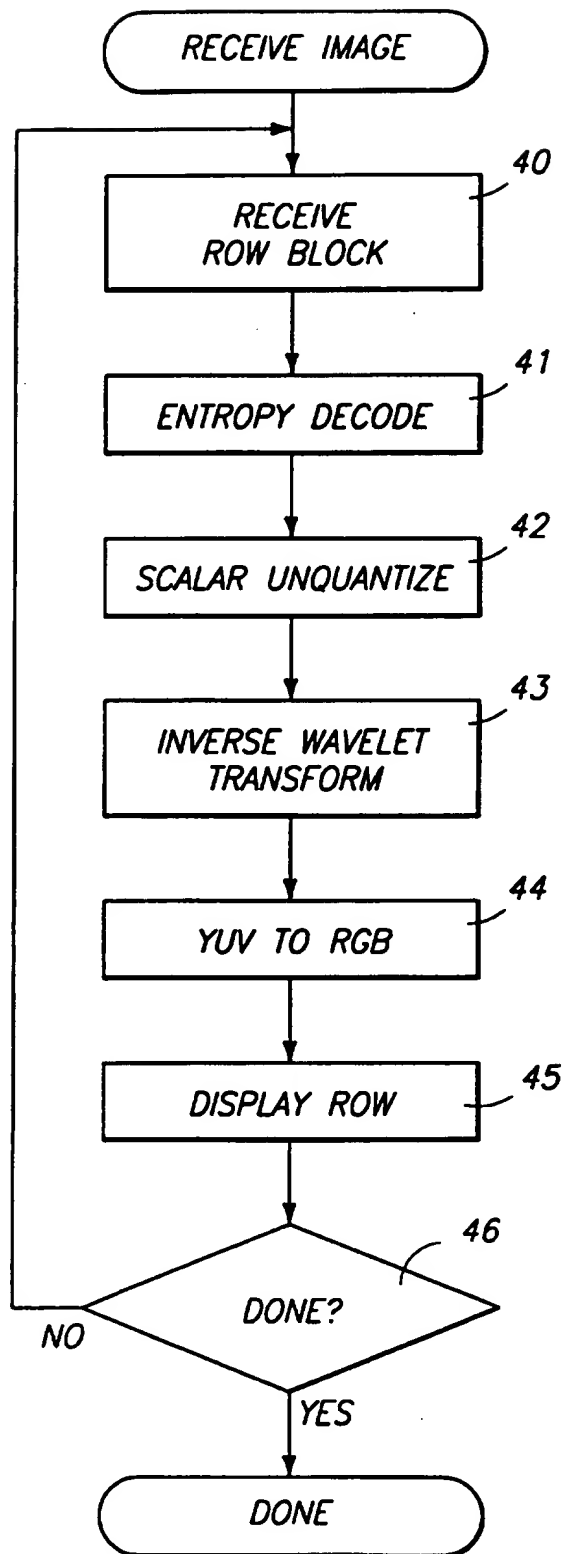 RECEIVE IMAGE
40
RECEIVE
ROW BLOCK
41
ENTROPY DECODE
42
SCALAR UNQUANTIZE
43
INVERSE WAVELET
TRANSFORM
44
YUV TO RGB
45
DISPLAY ROW
46
DONE?
NO
YES
DONE